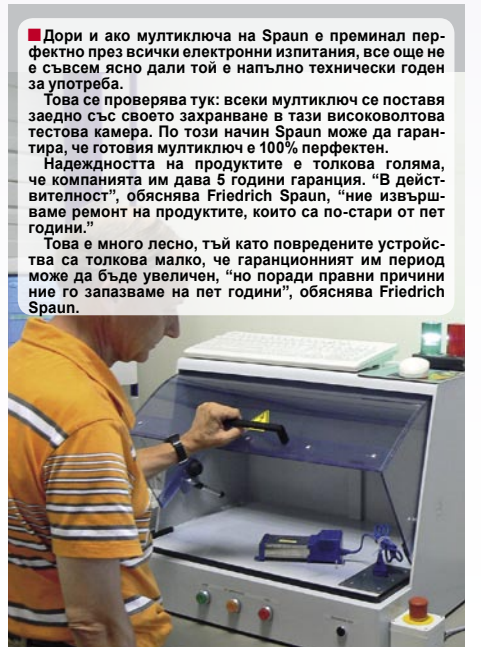 Дори и ако мултиключа на Spaun е преминал пер-
фектно през всички електронни изпитания, все още не
е съвсем ясно дали той е напълно технически годен
за употреба.
Това се проверява тук: всеки мултиключ се поставя
заедно със своето захранване в тази високоволтова
тестова камера. По този начин Spaun може да гаран-
тира, че готовия мултиключ е 100% перфектен.
Надеждността на продуктите е толкова голяма,
че компанията им дава 5 години гаранция. “В дейст-
вителност”, обяснява Friedrich Spaun, “ние извърш-
ваме ремонт на продуктите, които са по-стари от пет
години.”
Това е много лесно, тъй като повредените устройс-
тва са толкова малко, че гаранционният им период
може да бъде увеличен, “но поради правни причини
ние го запазваме на пет години”, обяснява Friedrich
Spaun.